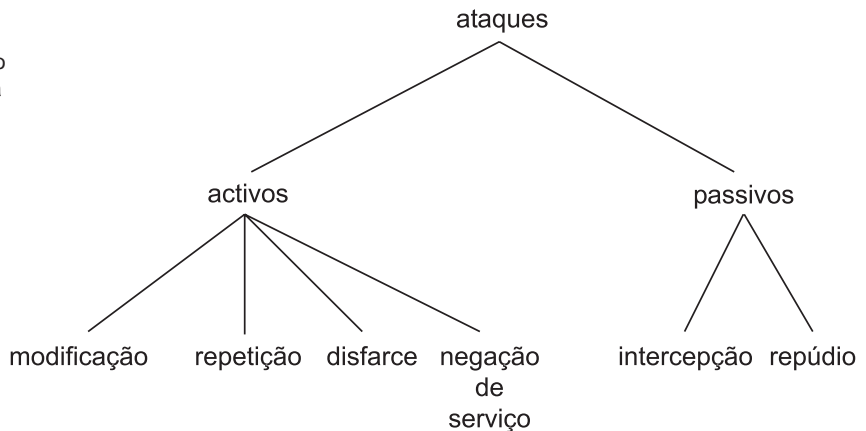 ataques
o
activos
passivos
modificação repetição disfarce negação intercepção repúdio
de
serviço